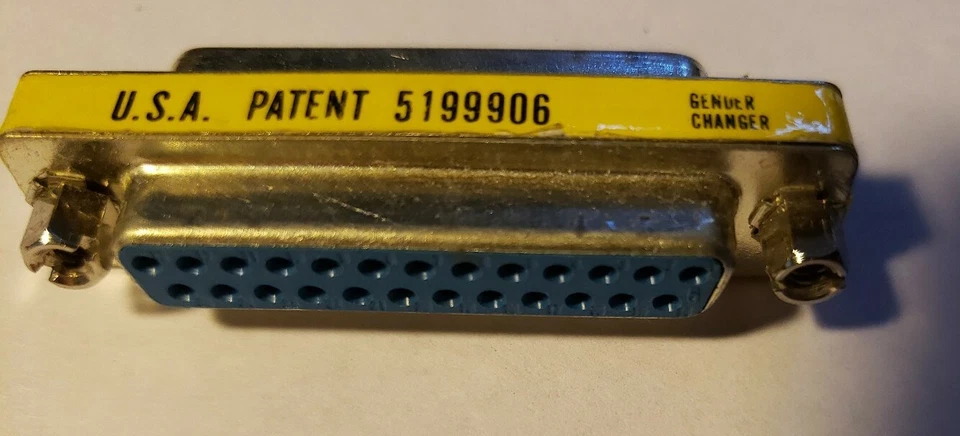 U.S.A. PATENT 5199906
GENDER
CHANGER